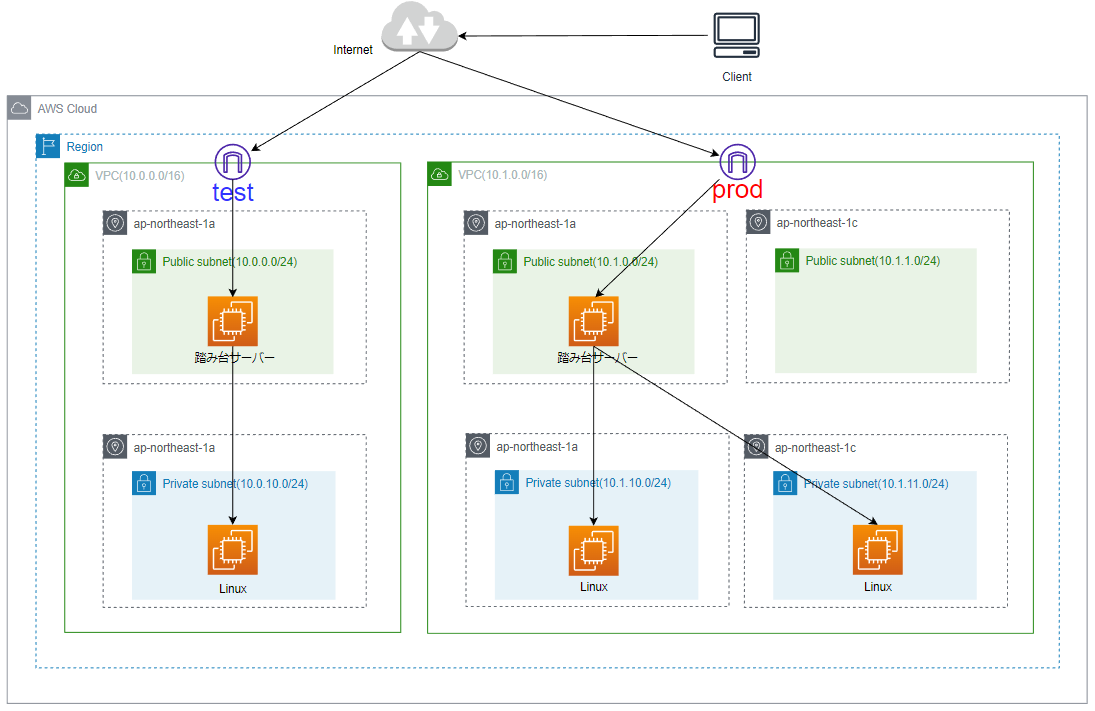 Internet
Client
AWS Cloud
Region
VPC(10.0.0.0/16)
test
ap-northeast-1a
Public subnet(10.0.0.0/24)
踏み台サーバー
ap-northeast-1a
Private subnet(10.0.10.0/24)
Linux
VPC(10.1.0.0/16)
prod
ap-northeast-1a
Public subnet(10.1.0.0/24)
踏み台サーバー
ap-northeast-1c
Public subnet(10.1.1.0/24)
ap-northeast-1a
Private subnet(10.1.10.0/24)
Linux
ap-northeast-1c
Private subnet(10.1.11.0/24)
Linux